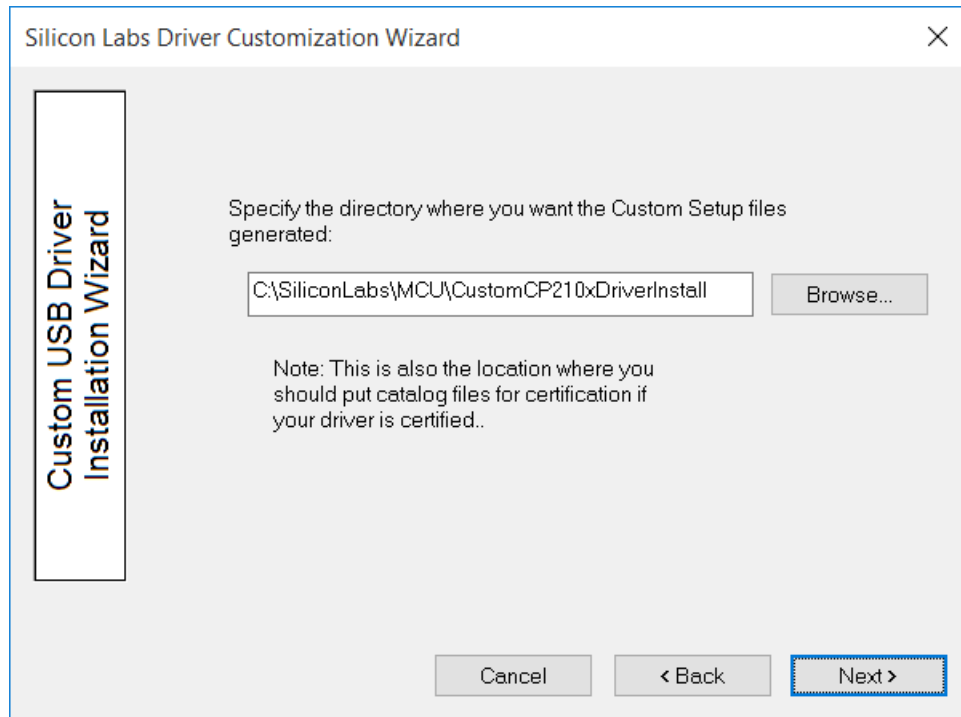 Silicon Labs Driver Customization Wizard
Custom USB Driver
Installation Wizard
Specify the directory where you want the Custom Setup files
generated:
C:\SiliconLabs\MCU\CustomCP210xDriverInstall
Browse...
Note: This is also the location where you
should put catalog files for certification if
your driver is certified..
Cancel
< Back
Next >